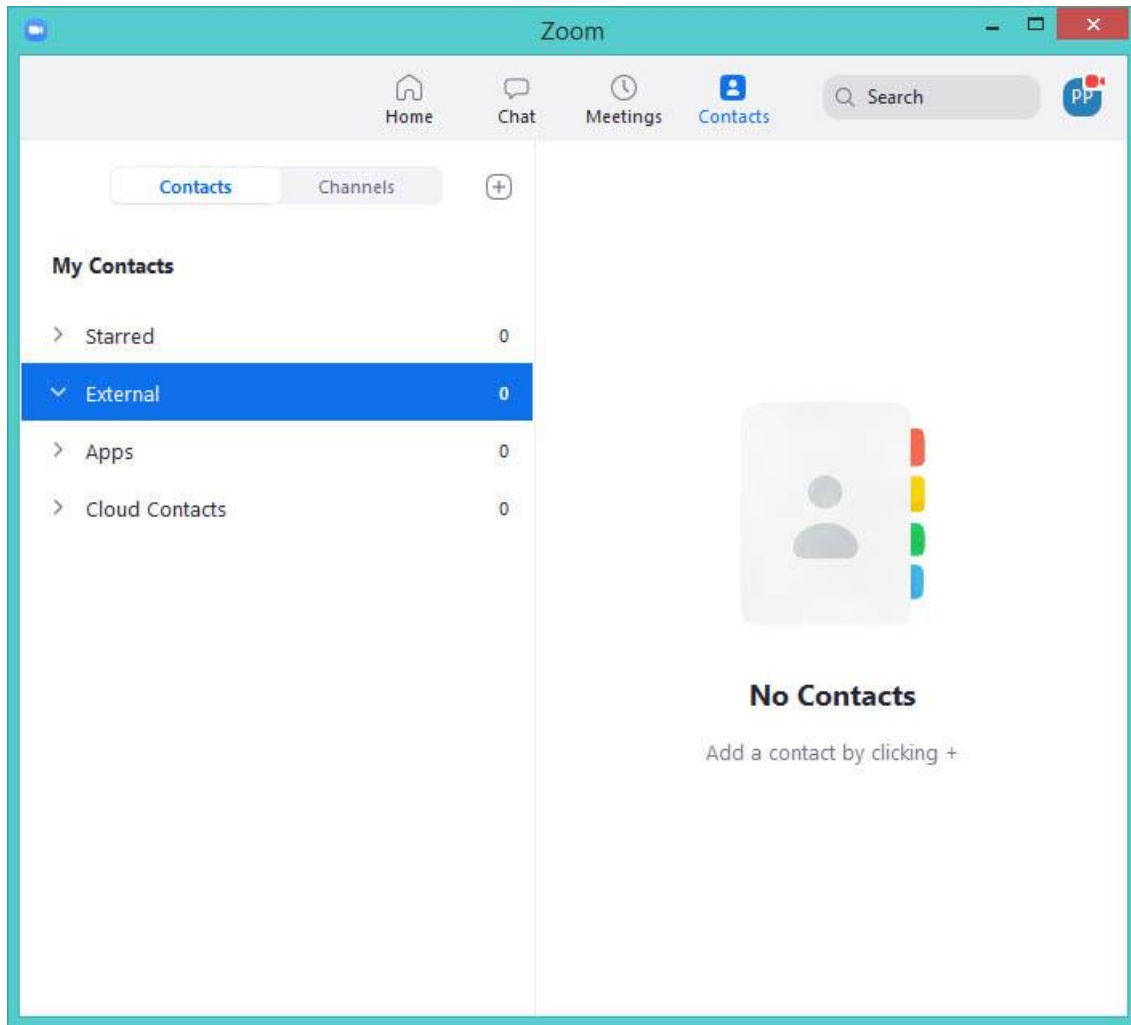 Zoom
Home Chat Meetings Contacts Search PP
Contacts Channels
My Contacts
Starred 0
External 0
Apps 0
Cloud Contacts 0
No Contacts
Add a contact by clicking +